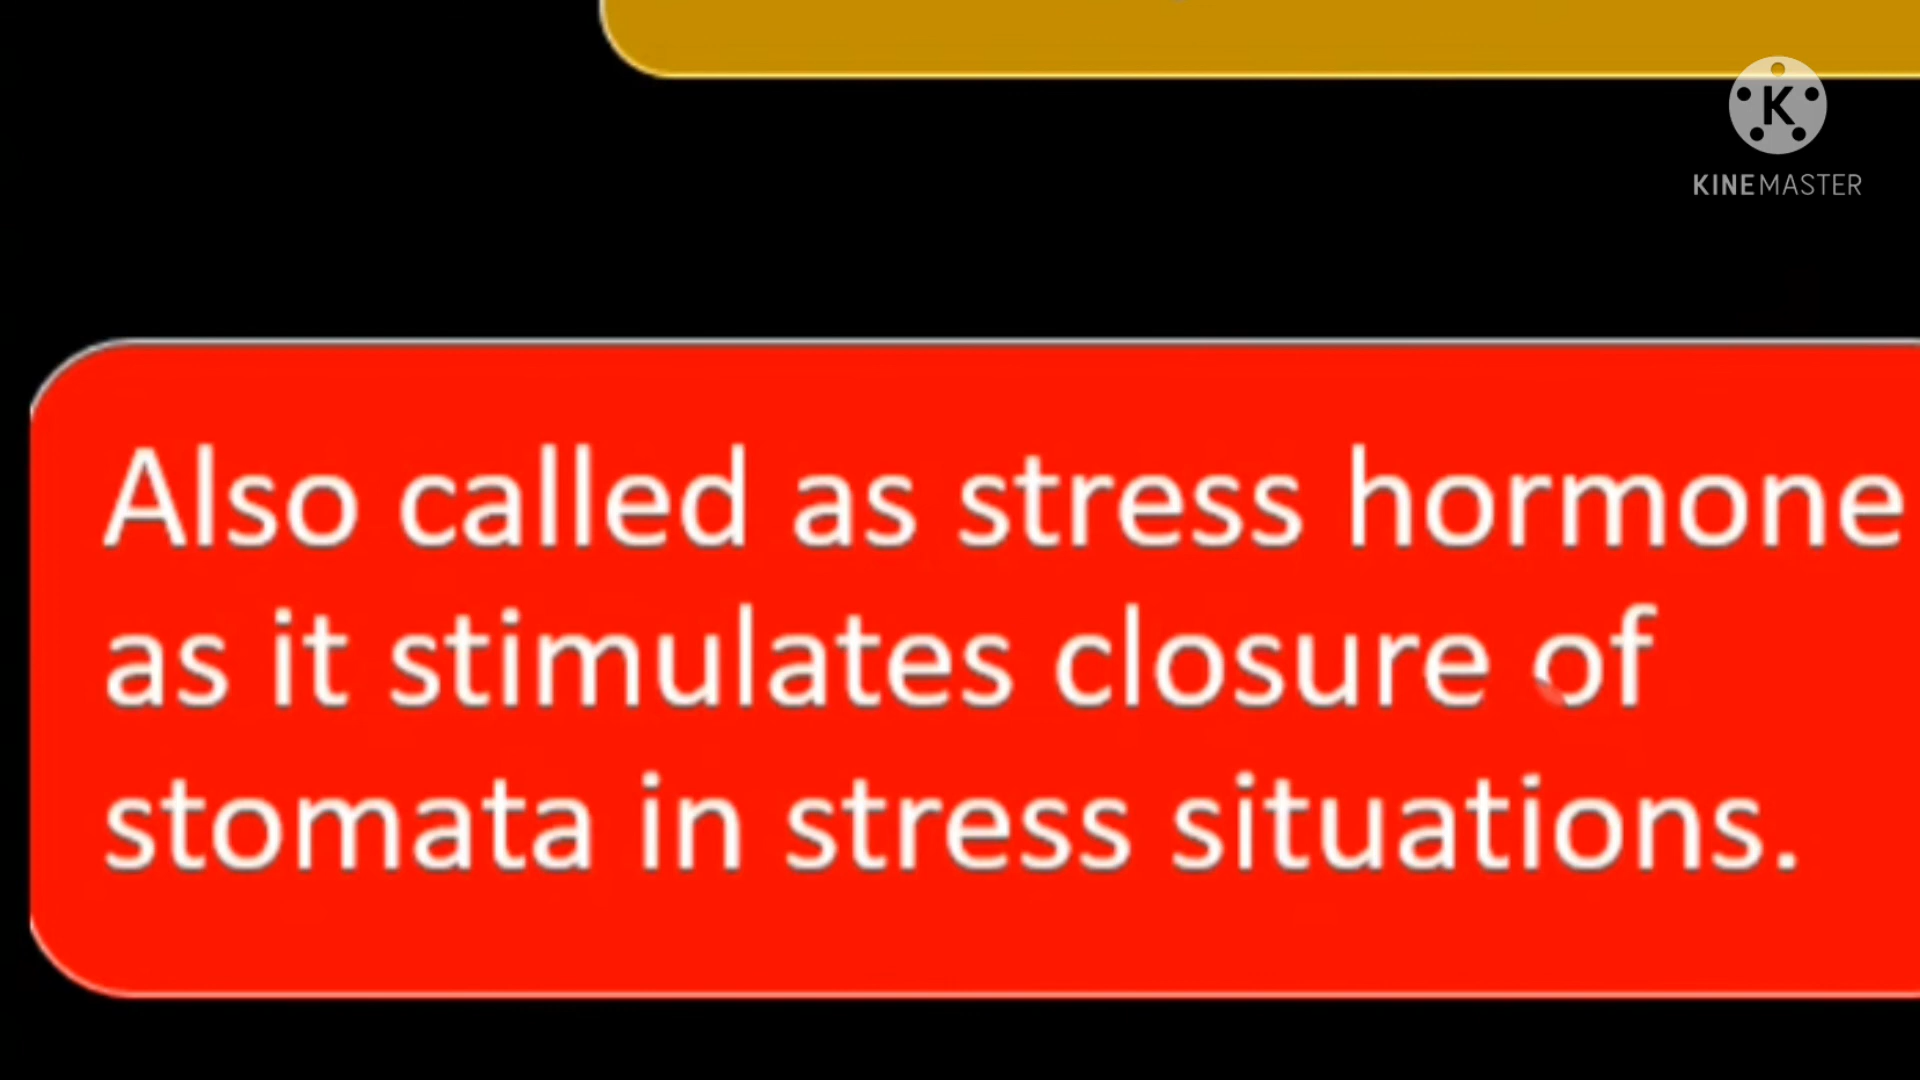 K
KINEMASTER
Also called as stress hormone
as it stimulates closure of
stomata in stress situations.